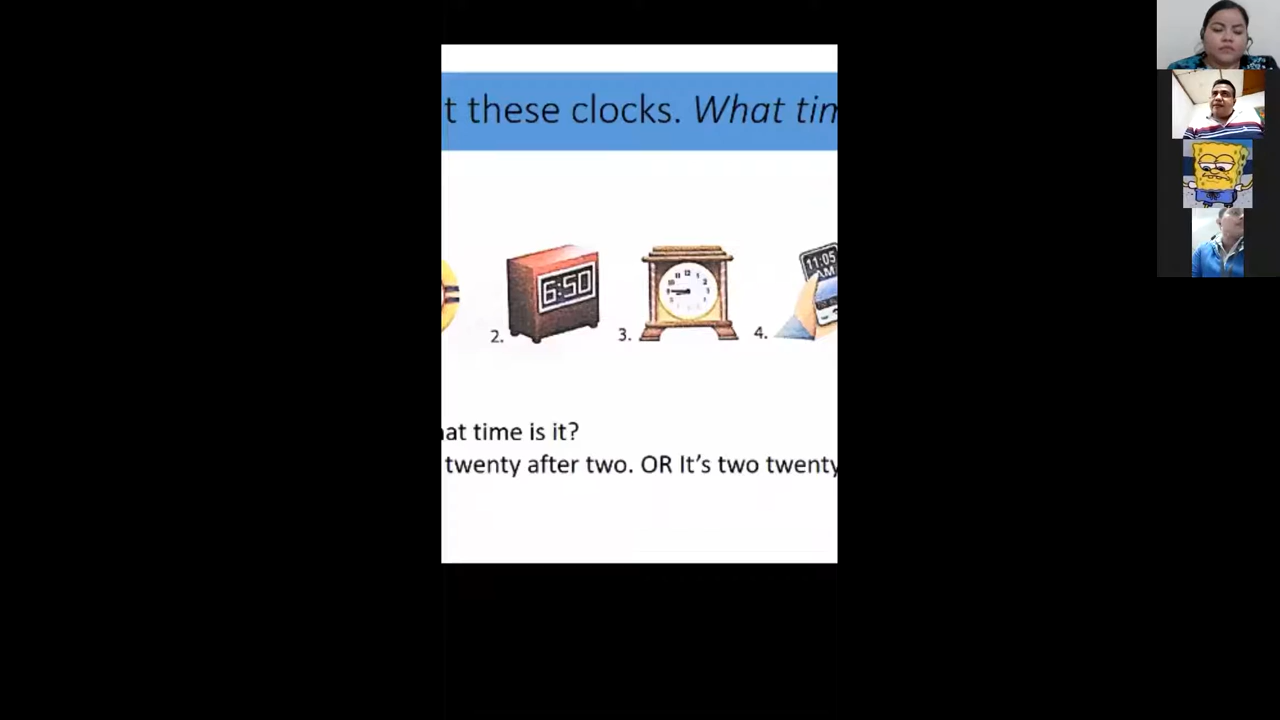 t these clocks. What tim
6:50
11:05
AM
2.
3.
4.
at time is it?
twenty after two. OR It's two twenty